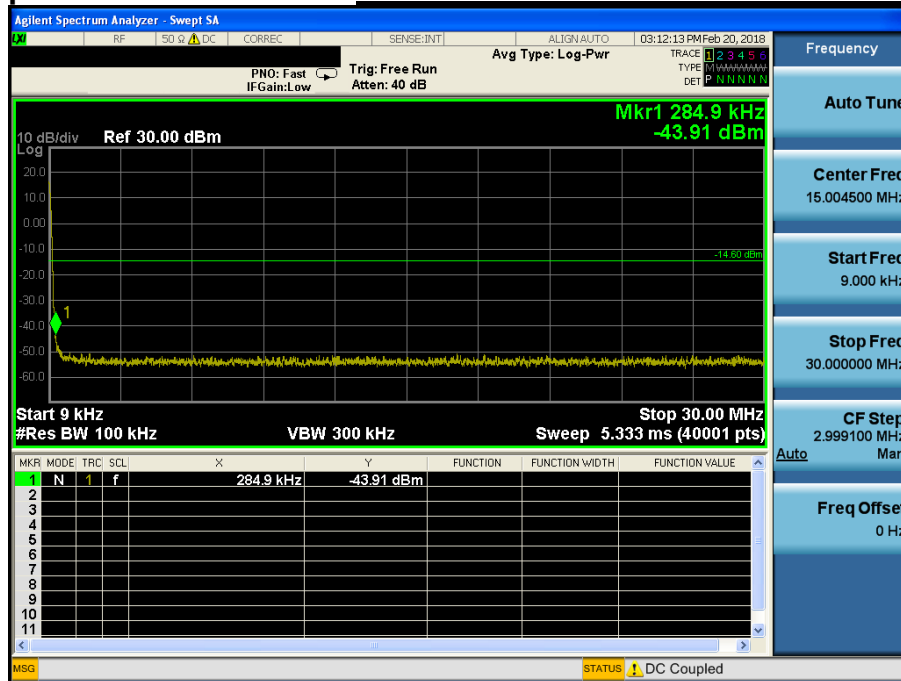 Agilent Spectrum Analyzer - Swept SA
LXI RF 50 Ω DC CORREC SENSE:INT ALIGN AUTO 03:12:13 PM Feb 20, 2018
Avg Type: Log-Pwr TRACE 1 2 3 4 5 6
PNO: Fast Trig: Free Run TYPE M WWWWW
IFGain:Low Atten: 40 dB DET P N N N N N
Mkr1 284.9 kHz
-43.91 dBm
10 dB/div Ref 30.00 dBm
Log
20.0
10.0
0.00
-10.0
-14.60 dBm
-20.0
-30.0
1
-40.0
-50.0
-60.0
Start 9 kHz Stop 30.00 MHz
#Res BW 100 kHz VBW 300 kHz Sweep 5.333 ms (40001 pts)
MKR MODE TRC SCL X Y FUNCTION FUNCTION WIDTH FUNCTION VALUE
1 N 1 f 284.9 kHz -43.91 dBm
2
3
4
5
6
7
8
9
10
11
MSG STATUS DC Coupled
Frequency
Auto Tune
Center Freq
15.004500 MHz
Start Freq
9.000 kHz
Stop Freq
30.000000 MHz
CF Step
2.999100 MHz
Auto Man
Freq Offset
0 Hz